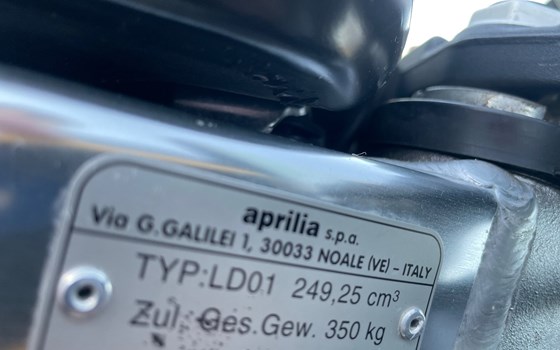 aprilia s.p.a.
Via G.GALILEI 1, 30033 NOALE (VE) - ITALY
TYP:LD01 249,25 cm³
Zul. Ges.Gew. 350 kg